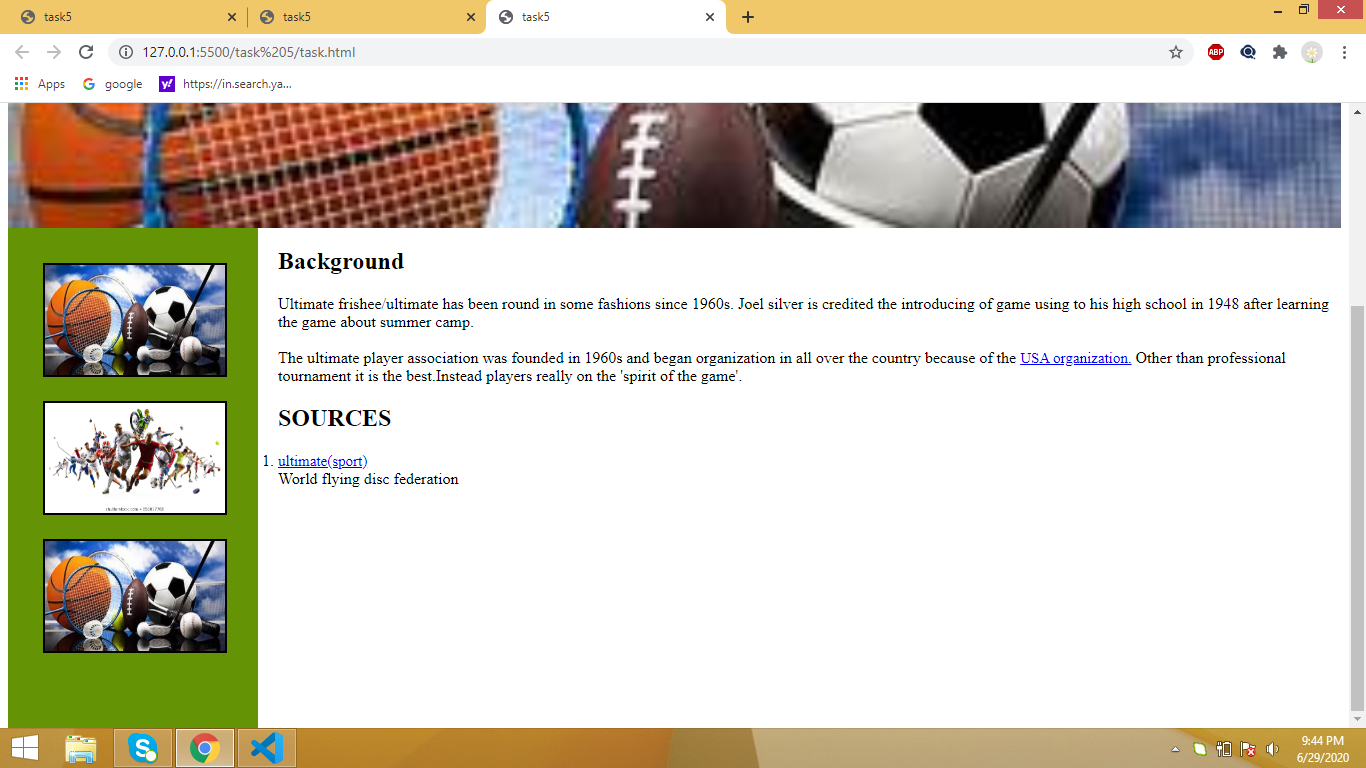 task5
task5
task5
127.0.0.1:5500/task%205/task.html
ABP
Apps
google
https://in.search.ya...
Background
Ultimate frishee/ultimate has been round in some fashions since 1960s. Joel silver is credited the introducing of game using to his high school in 1948 after learning
the game about summer camp.
The ultimate player association was founded in 1960s and began organization in all over the country because of the USA organization. Other than professional
tournament it is the best.Instead players really on the 'spirit of the game'.
SOURCES
1. ultimate(sport)
World flying disc federation
9:44 PM
6/29/2020